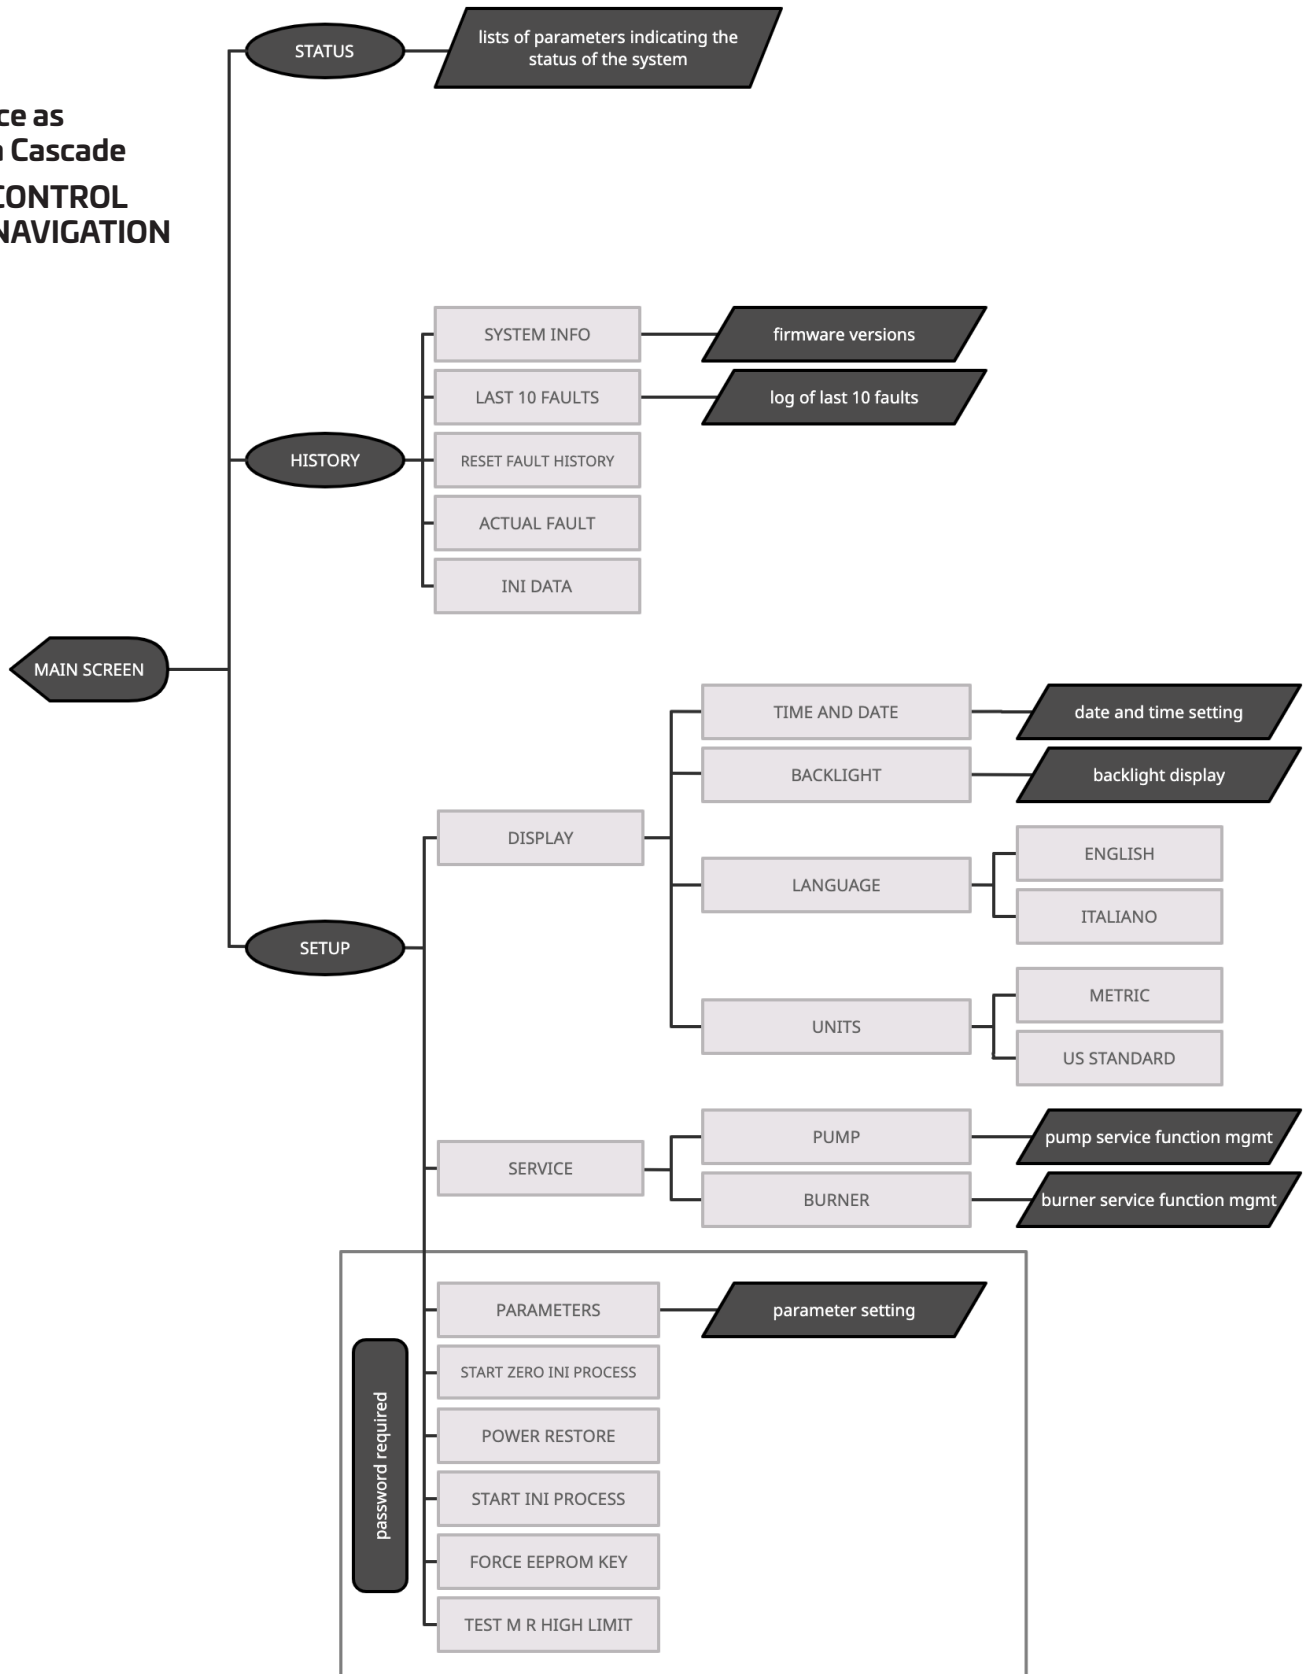 STATUS
lists of parameters indicating the
status of the system
as
Cascade
CONTROL
NAVIGATION
SYSTEM INFO
firmware versions
LAST 10 FAULTS
log of last 10 faults
HISTORY
RESET FAULT HISTORY
ACTUAL FAULT
INI DATA
MAIN SCREEN
TIME AND DATE
date and time setting
BACKLIGHT
backlight display
DISPLAY
LANGUAGE
ENGLISH
ITALIANO
SETUP
UNITS
METRIC
US STANDARD
SERVICE
PUMP
pump service function mgmt
BURNER
burner service function mgmt
password required
PARAMETERS
parameter setting
START ZERO INI PROCESS
POWER RESTORE
START INI PROCESS
FORCE EEPROM KEY
TEST M R HIGH LIMIT